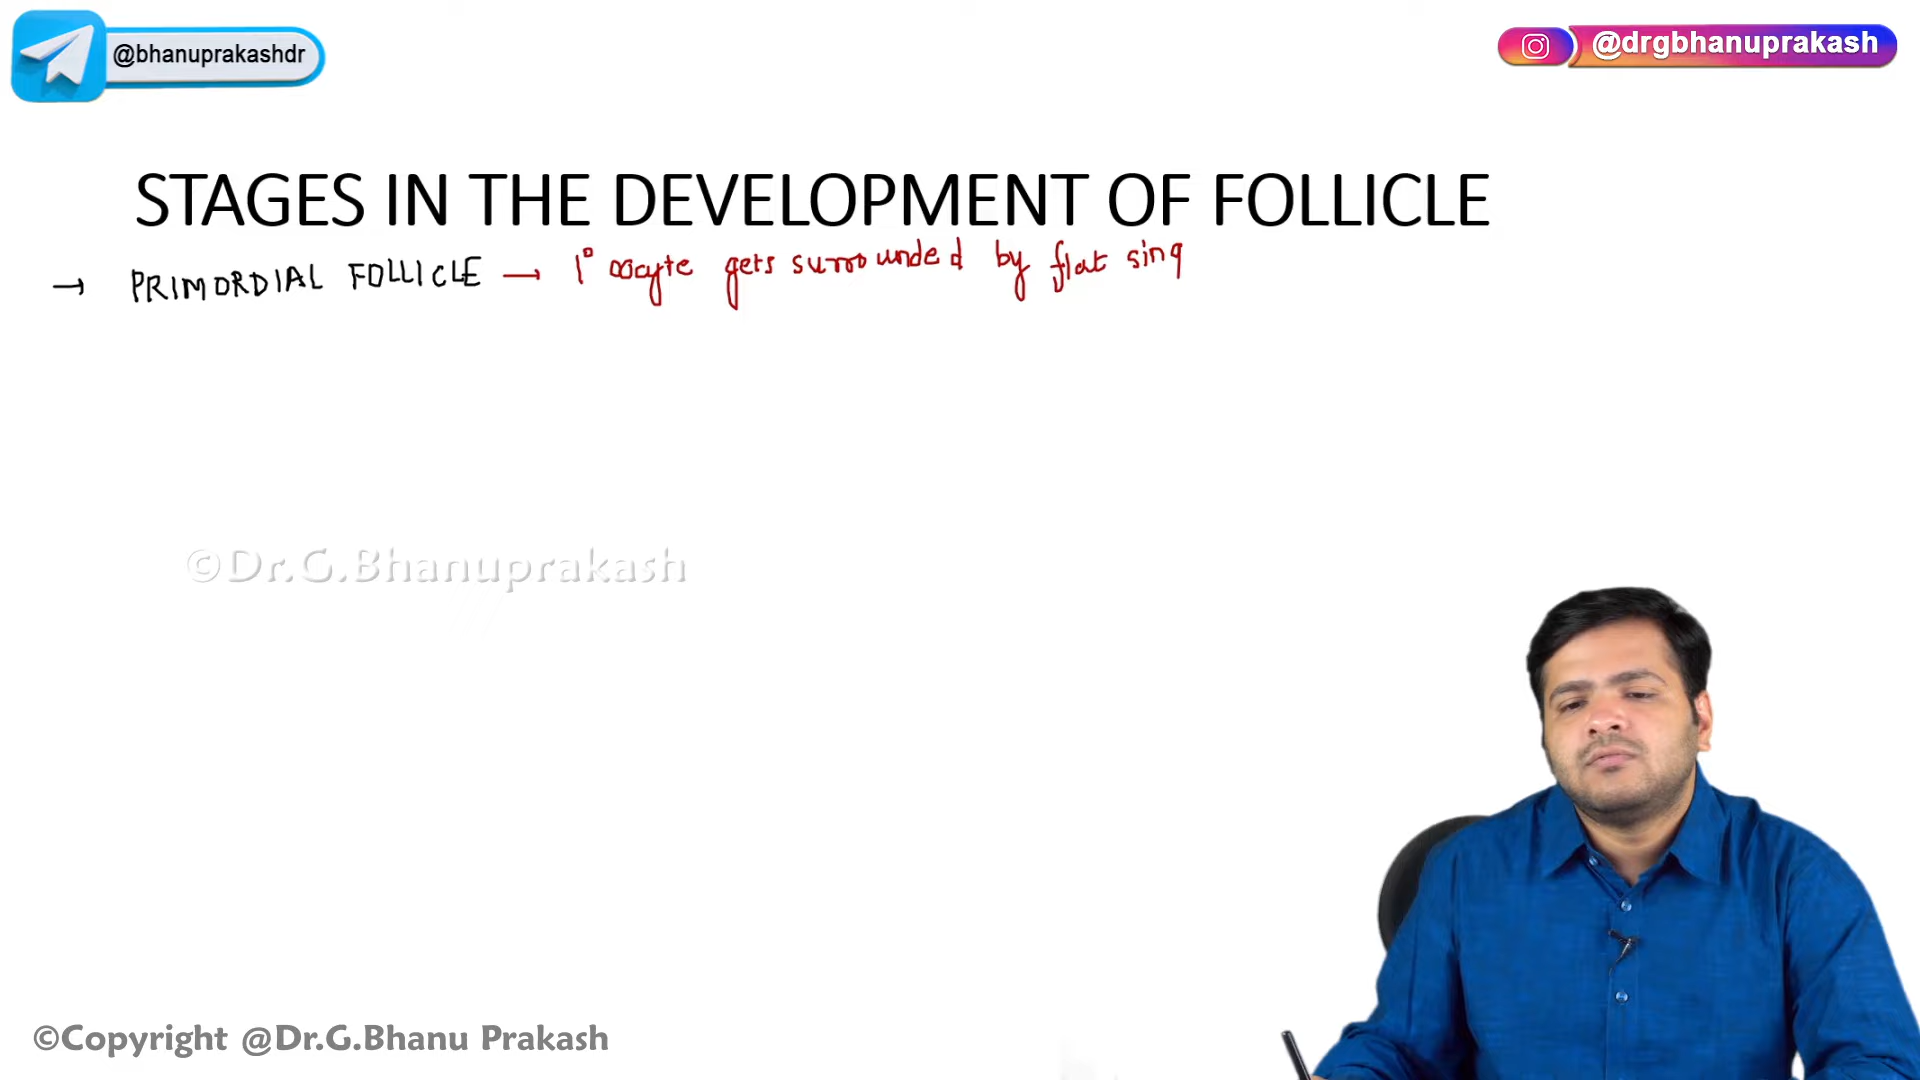 @bhanuprakashdr
@drgbhanuprakash
STAGES IN THE DEVELOPMENT OF FOLLICLE
→ PRIMORDIAL FOLLICLE → 1° oocyte gets surrounded by flat sing
©Dr.G.Bhanuprakash
©Copyright @Dr.G.Bhanu Prakash